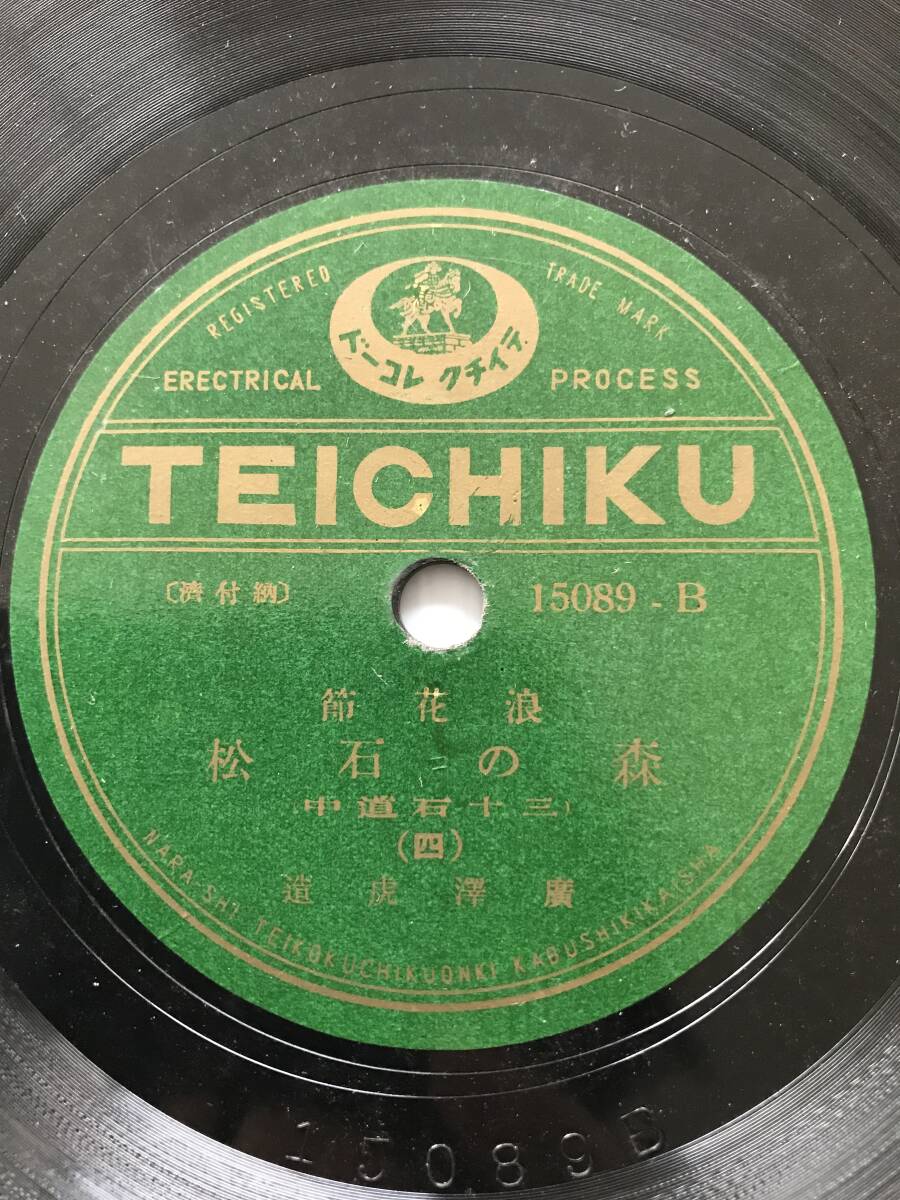 REGISTERED TRADE MARK
テイチク レコード
ERECTRICAL PROCESS
TEICHIKU
〔納付濟〕
15089 - B
浪花節
森の石松
(三十石道中)
(四)
廣澤虎造
NARA-SHI TEIKOKUCHIKUONKI KABUSHIKIKAISHA
15089B